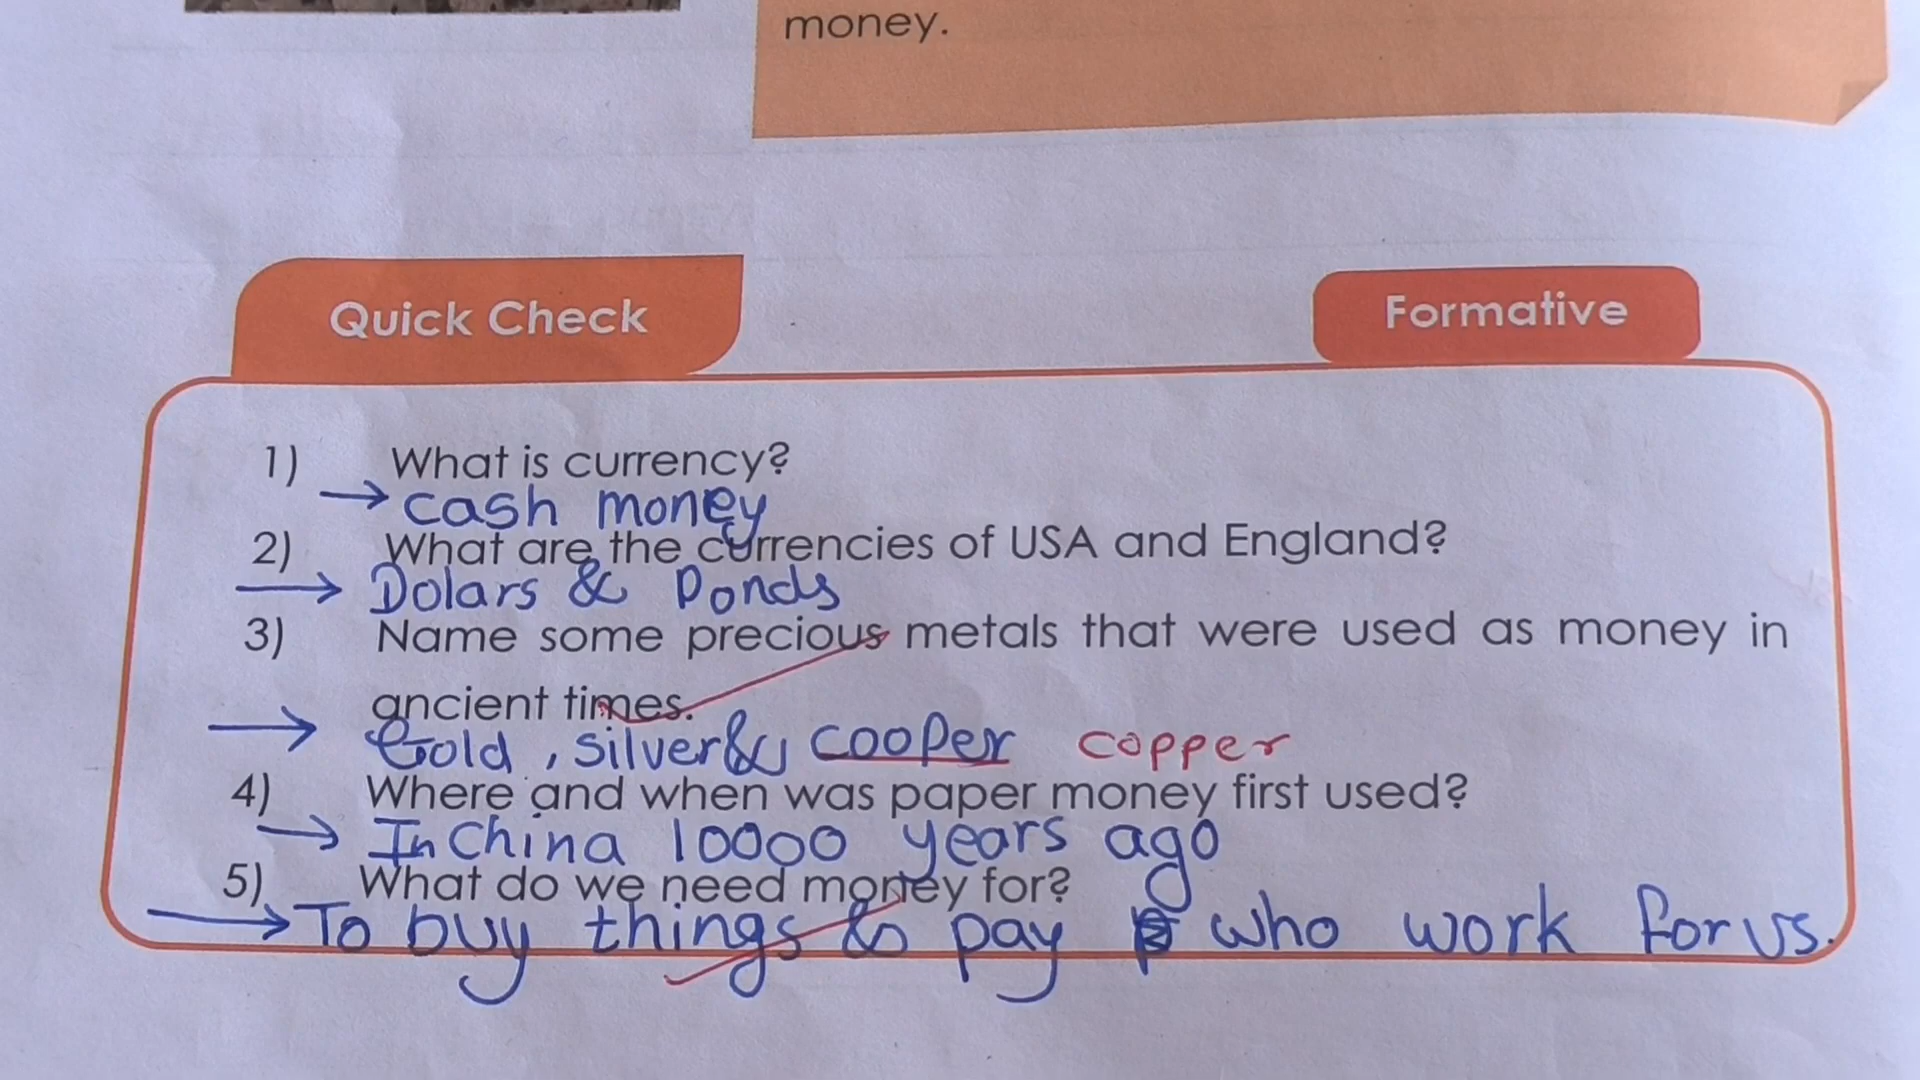 money.
Quick Check
Formative
1) What is currency?
→ cash money
2) What are the currencies of USA and England?
→ Dolars & Ponds
3) Name some precious metals that were used as money in
ancient times.
→ Gold , silver & cooper copper
4) Where and when was paper money first used?
→ In China 10000 years ago
5) What do we need money for?
→ To buy things & pay who work for us.